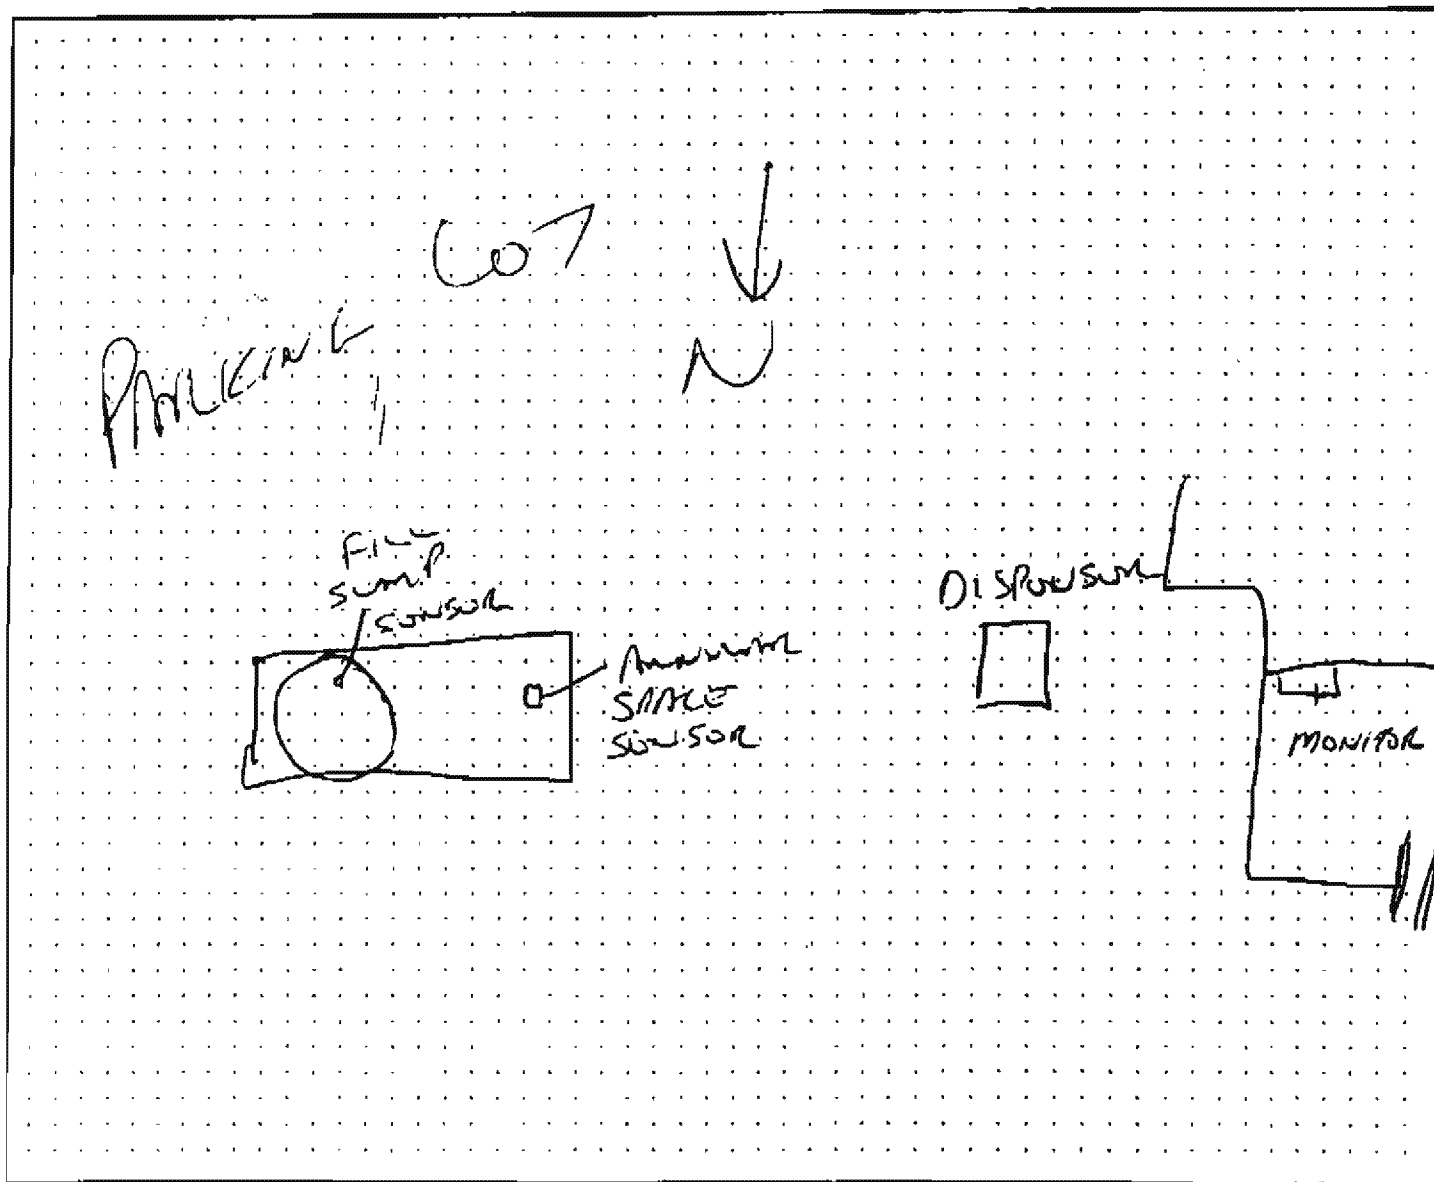 PARKING LOT
N
FILL
SUMP
SENSOR
ANNULAR
SPACE
SENSOR
DISPENSER
MONITOR